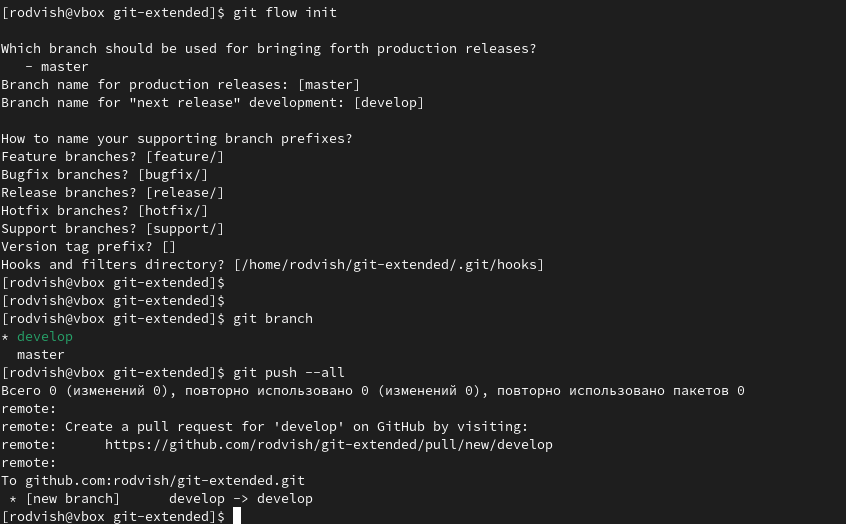 [rodvish@vbox git-extended]$ git flow init
Which branch should be used for bringing forth production releases?
   - master
Branch name for production releases: [master]
Branch name for "next release" development: [develop]
How to name your supporting branch prefixes?
Feature branches? [feature/]
Bugfix branches? [bugfix/]
Release branches? [release/]
Hotfix branches? [hotfix/]
Support branches? [support/]
Version tag prefix? []
Hooks and filters directory? [/home/rodvish/git-extended/.git/hooks]
[rodvish@vbox git-extended]$
[rodvish@vbox git-extended]$
[rodvish@vbox git-extended]$ git branch
* develop
  master
[rodvish@vbox git-extended]$ git push --all
Всего 0 (изменений 0), повторно использовано 0 (изменений 0), повторно использовано пакетов 0
remote:
remote: Create a pull request for 'develop' on GitHub by visiting:
remote:      https://github.com/rodvish/git-extended/pull/new/develop
remote:
To github.com:rodvish/git-extended.git
 * [new branch]      develop -> develop
[rodvish@vbox git-extended]$